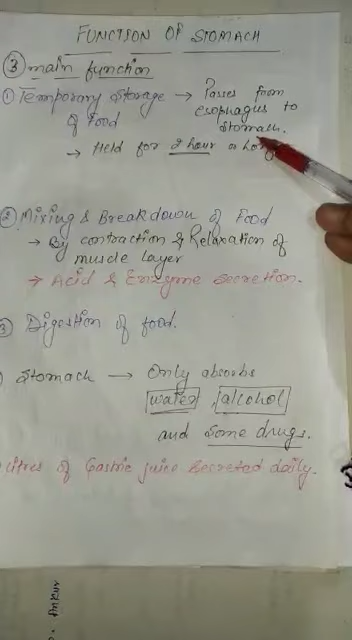 FUNCTION OF STOMACH
③ main function
① Temporary Storage → Passes from
of Food esophagus to
stomach.
→ Held for 2 hour or
② Mixing & Breakdown of Food
→ By contraction & Relaxation of
muscle layer
→ Acid & Enzyme Secretion.
③ Digestion of food.
Stomach → Only absorbs
water, alcohol
and some drugs.
litres of Gastric juice Secreted daily.
Ankur